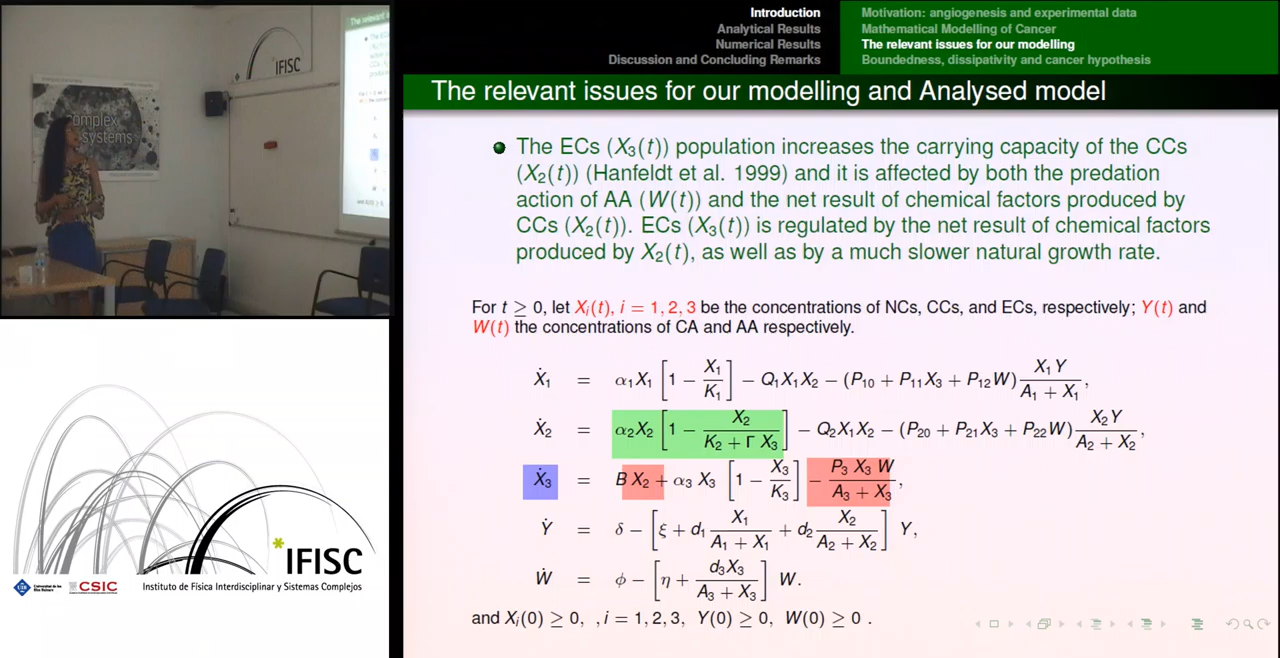 complex
systems
IFISC
IFISC
CSIC
Institut de Física Interdisciplinar y Sistemas Complejos
Introduction
Analytical Results
Numerical Results
Discussion and Concluding Remarks
Motivation: angiogenesis and experimental data
Mathematical Modelling of Cancer
The relevant issues for our modelling
Boundedness, dissipativity and cancer hypothesis
The relevant issues for our modelling and Analysed model
The ECs (X₃(t)) population increases the carrying capacity of the CCs
(X₂(t)) (Hanfeldt et al. 1999) and it is affected by both the predation
action of AA (W(t)) and the net result of chemical factors produced by
CCs (X₂(t)). ECs (X₃(t)) is regulated by the net result of chemical factors
produced by X₂(t), as well as by a much slower natural growth rate.
For t ≥ 0, let Xᵢ(t), i = 1, 2, 3 be the concentrations of NCs, CCs, and ECs, respectively; Y(t) and
W(t) the concentrations of CA and AA respectively.
Ẋ₁ = α₁X₁ [1 − X₁/K₁] − Q₁X₁X₂ − (P₁₀ + P₁₁X₃ + P₁₂W) X₁Y/(A₁ + X₁),
Ẋ₂ = α₂X₂ [1 − X₂/(K₂ + Γ X₃)] − Q₂X₁X₂ − (P₂₀ + P₂₁X₃ + P₂₂W) X₂Y/(A₂ + X₂),
Ẋ₃ = B X₂ + α₃ X₃ [1 − X₃/K₃] − P₃ X₃ W/(A₃ + X₃),
Ẏ = δ − [ξ + d₁ X₁/(A₁ + X₁) + d₂ X₂/(A₂ + X₂)] Y,
Ẇ = φ − [η + d₃X₃/(A₃ + X₃)] W.
and Xᵢ(0) ≥ 0, , i = 1, 2, 3, Y(0) ≥ 0, W(0) ≥ 0 .